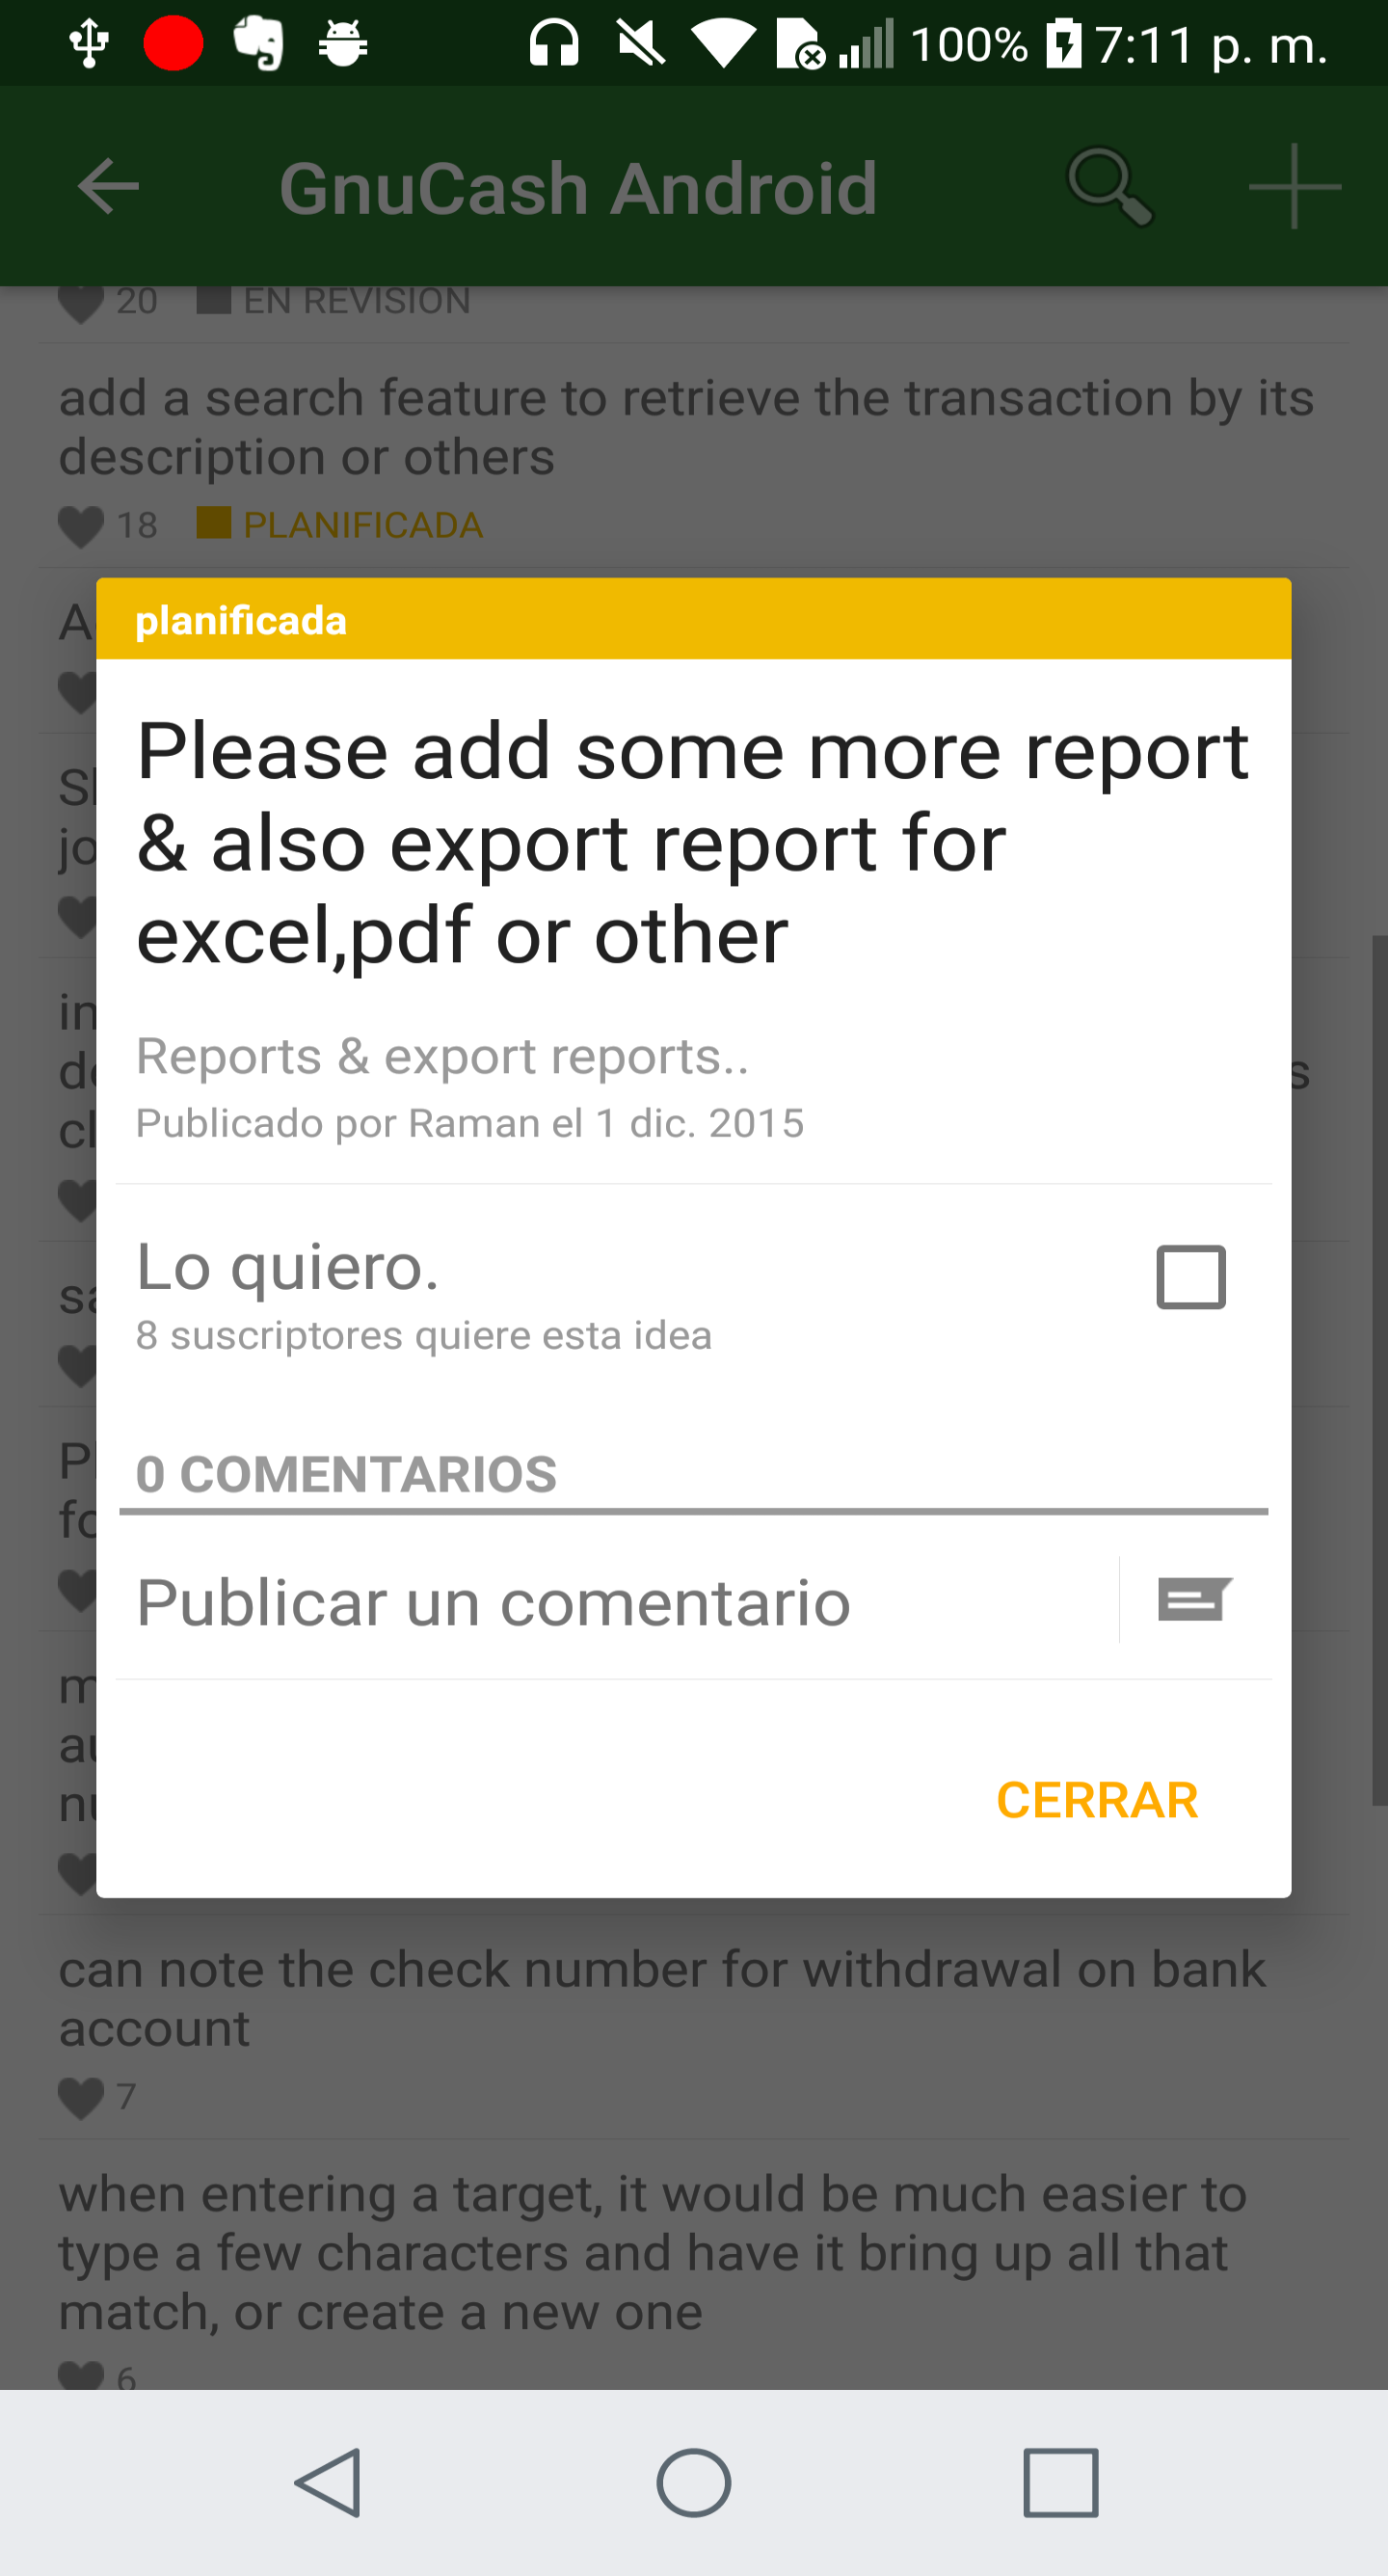 100% 7:11 p. m.
GnuCash Android
20 EN REVISION
add a search feature to retrieve the transaction by its
description or others
18 PLANIFICADA
planificada
Please add some more report
& also export report for
excel,pdf or other
Reports & export reports..
Publicado por Raman el 1 dic. 2015
Lo quiero.
8 suscriptores quiere esta idea
0 COMENTARIOS
Publicar un comentario
CERRAR
can note the check number for withdrawal on bank
account
7
when entering a target, it would be much easier to
type a few characters and have it bring up all that
match, or create a new one
6